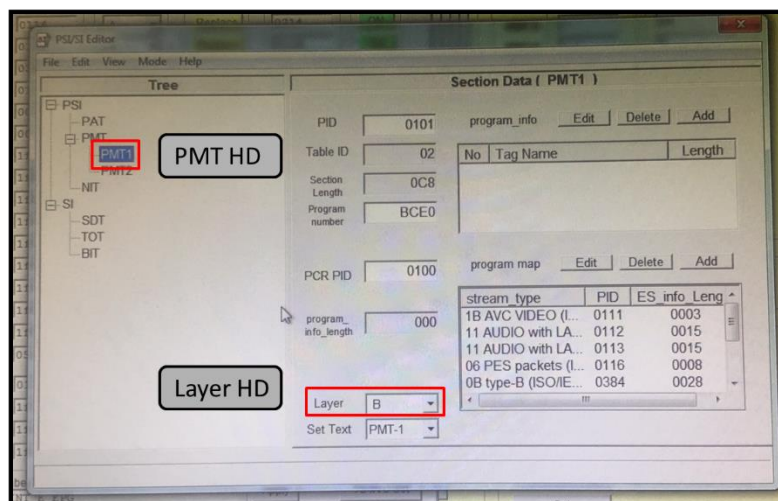 PSI/SI Editor
File Edit View Mode Help
Tree
Section Data ( PMT1 )
PSI
PAT
PMT
PMT1
PMT2
NIT
SI
SDT
TOT
BIT
PMT HD
Layer HD
PID 0101
Table ID 02
Section Length 0C8
Program number BCE0
PCR PID 0100
program_info_length 000
Layer B
Set Text PMT-1
program_info Edit Delete Add
No Tag Name Length
program map Edit Delete Add
stream_type PID ES_info_Leng
1B AVC VIDEO (I... 0111 0003
11 AUDIO with LA... 0112 0015
11 AUDIO with LA... 0113 0015
06 PES packets (I... 0116 0008
0B type-B (ISO/IE... 0384 0028